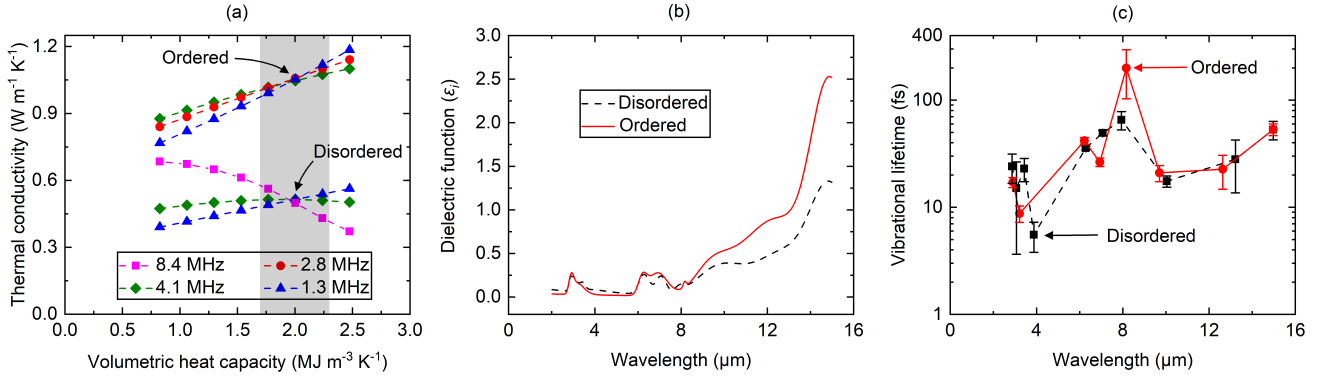 (a)
Thermal conductivity (W m⁻¹ K⁻¹)
1.2
0.9
0.6
0.3
0.0
Ordered
Disordered
8.4 MHz
2.8 MHz
4.1 MHz
1.3 MHz
0.0 0.5 1.0 1.5 2.0 2.5 3.0
Volumetric heat capacity (MJ m⁻³ K⁻¹)
(b)
Dielectric function (εᵢ)
3.0
2.5
2.0
1.5
1.0
0.5
0.0
Disordered
Ordered
0 4 8 12 16
Wavelength (μm)
(c)
Vibrational lifetime (fs)
400
100
10
1
Ordered
Disordered
0 4 8 12 16
Wavelength (μm)